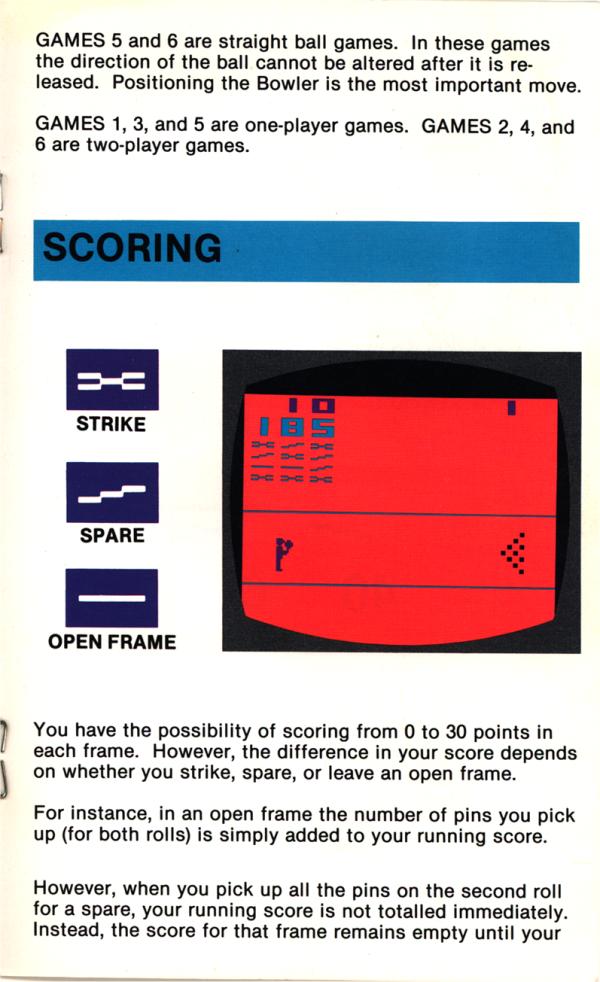 GAMES 5 and 6 are straight ball games. In these games
the direction of the ball cannot be altered after it is re-
leased. Positioning the Bowler is the most important move.
GAMES 1, 3, and 5 are one-player games. GAMES 2, 4, and
6 are two-player games.
SCORING
STRIKE
SPARE
OPEN FRAME
10 1
185
You have the possibility of scoring from 0 to 30 points in
each frame. However, the difference in your score depends
on whether you strike, spare, or leave an open frame.
For instance, in an open frame the number of pins you pick
up (for both rolls) is simply added to your running score.
However, when you pick up all the pins on the second roll
for a spare, your running score is not totalled immediately.
Instead, the score for that frame remains empty until your